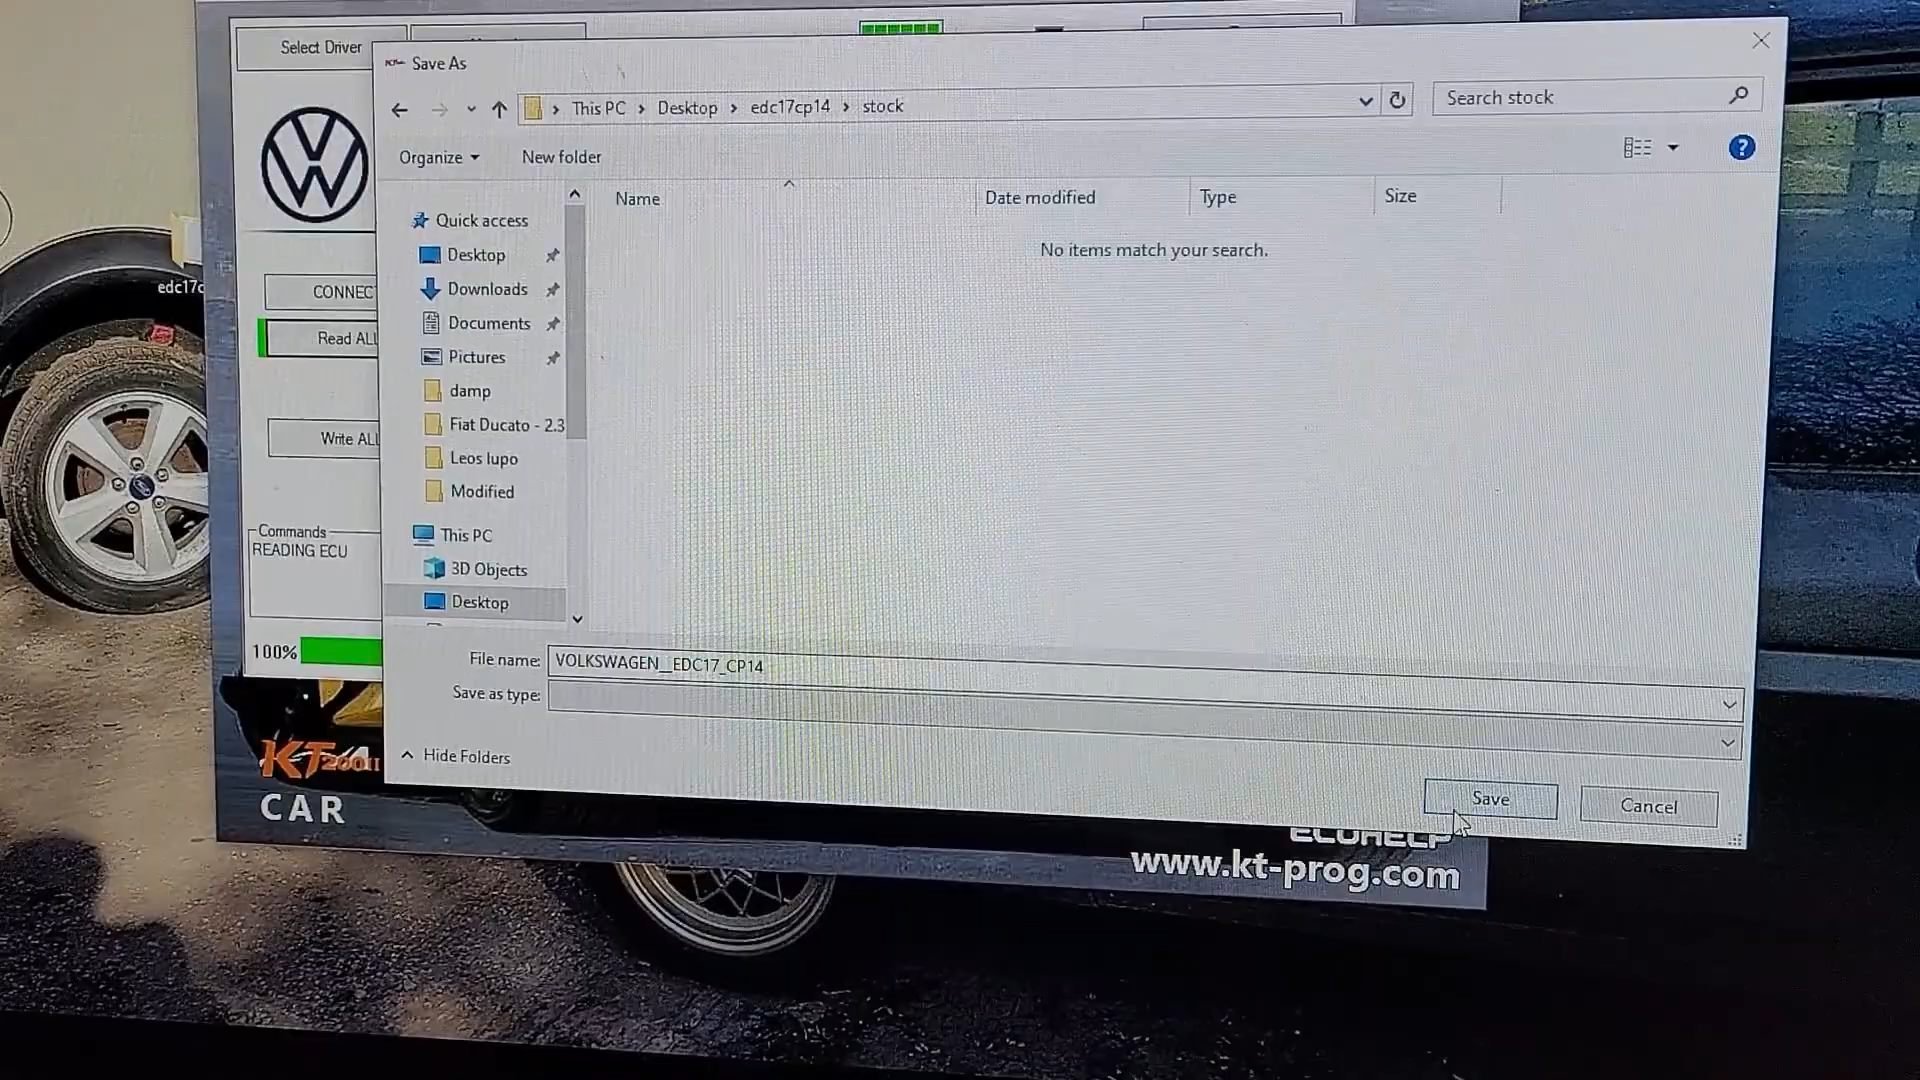 Select Driver
Save As
This PC > Desktop > edc17cp14 > stock
Search stock
Organize
New folder
Name
Date modified
Type
Size
No items match your search.
Quick access
Desktop
Downloads
Documents
Pictures
damp
Fiat Ducato - 2.3
Leos lupo
Modified
This PC
3D Objects
Desktop
edc17c
CONNECT
Read ALL
Write ALL
Commands
READING ECU
100%
File name: VOLKSWAGEN__EDC17_CP14
Save as type:
Hide Folders
Save
Cancel
KT200II
CAR
ECUHELP
www.kt-prog.com